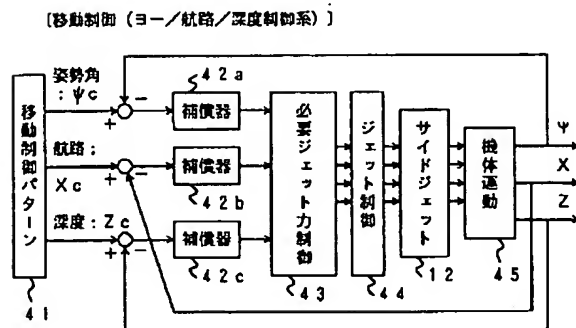 [移動制御(ヨー/航路/深度制御系)]
姿勢角
:ψc
航路:
Xc
深度:Zc
移動制御パターン
41
+
−
+
−
+
−
補償器
42a
補償器
42b
補償器
42c
必要ジェット力制御
43
ジェット制御
44
サイドジェット
12
機体運動
45
Ψ
X
Z